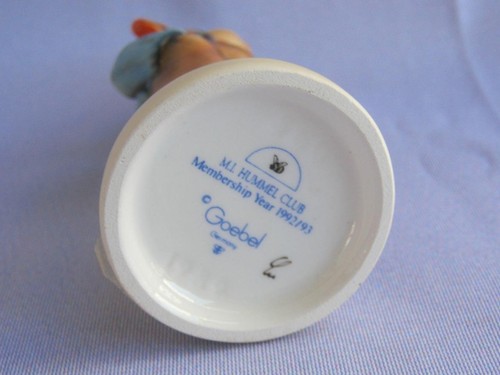 M.I. HUMMEL CLUB
Membership Year 1992/93
© Goebel
Germany